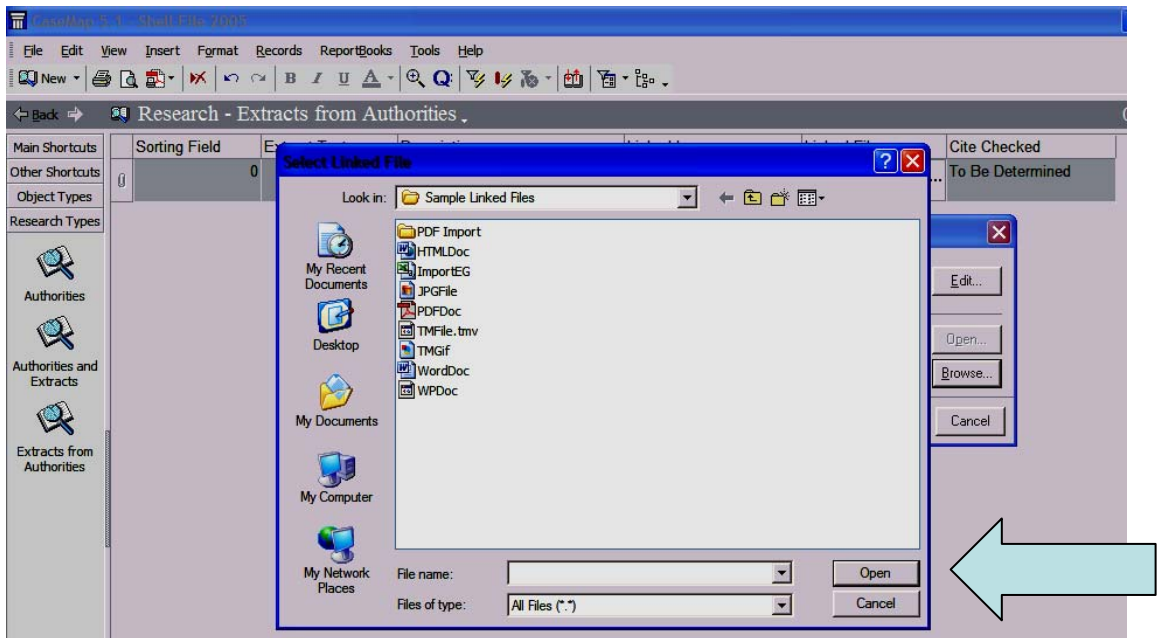 CaseMap 5.1 - Shell File 2005
File Edit View Insert Format Records ReportBooks Tools Help
New B I U A Q
Back Research - Extracts from Authorities
Main Shortcuts
Other Shortcuts
Object Types
Research Types
Authorities
Authorities and
Extracts
Extracts from
Authorities
Sorting Field Cite Checked
0 ... To Be Determined
Select Linked File ?
Look in: Sample Linked Files
My Recent
Documents
Desktop
My Documents
My Computer
My Network
Places
PDF Import
HTMLDoc
ImportEG
JPGFile
PDFDoc
TMFile.tmv
TMGif
WordDoc
WPDoc
File name: Open
Files of type: All Files (*.*) Cancel
Edit...
Open...
Browse...
Cancel